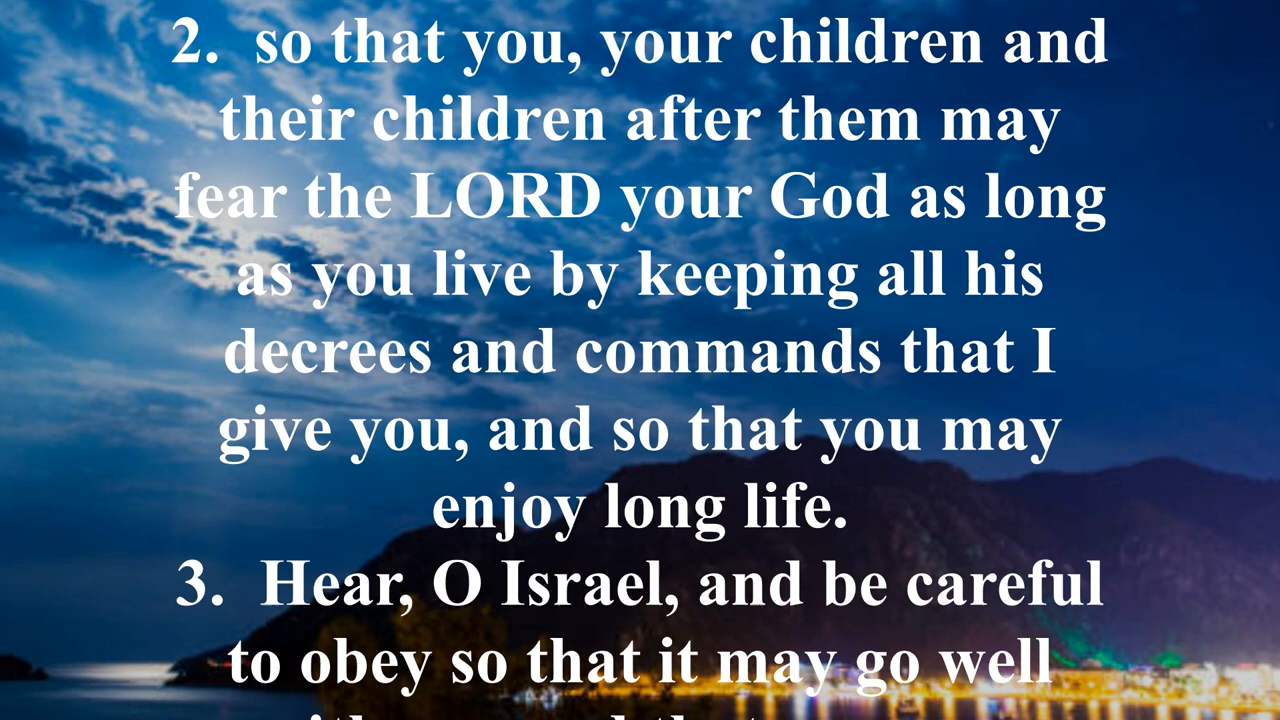 2.  so that you, your children and
their children after them may
fear the LORD your God as long
as you live by keeping all his
decrees and commands that I
give you, and so that you may
enjoy long life.
3.  Hear, O Israel, and be careful
to obey so that it may go well